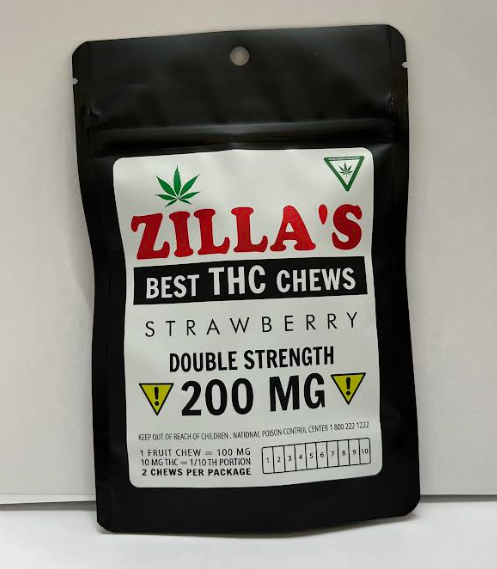 ZILLA'S
BEST THC CHEWS
STRAWBERRY
DOUBLE STRENGTH
! 200 MG !
KEEP OUT OF REACH OF CHILDREN . NATIONAL POISON CONTROL CENTER 1 800 222 1222
1 FRUIT CHEW = 100 MG
10 MG THC = 1/10 TH PORTION
2 CHEWS PER PACKAGE
1 2 3 4 5 6 7 8 9 10